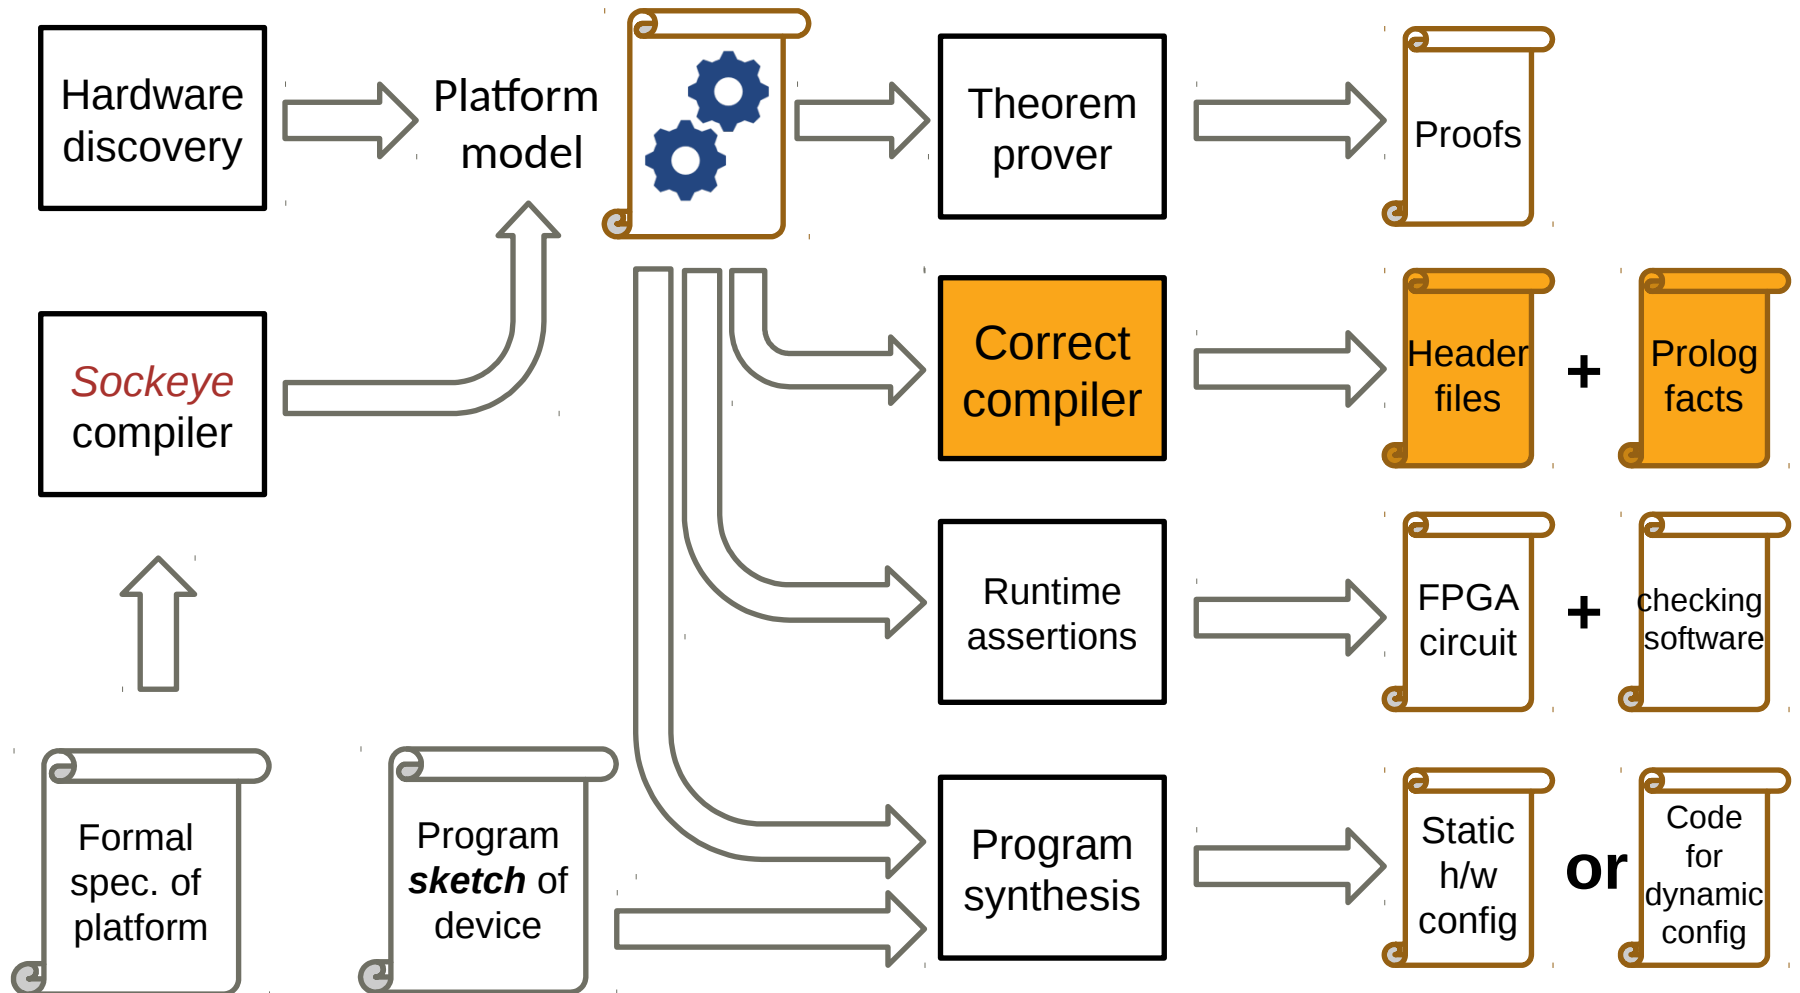 Hardware
discovery
Platform
model
Theorem
prover
Proofs
Sockeye
compiler
Correct
compiler
Header
files
+
Prolog
facts
Runtime
assertions
FPGA
circuit
+
checking
software
Formal
spec. of
platform
Program
sketch of
device
Program
synthesis
Static
h/w
config
or
Code
for
dynamic
config